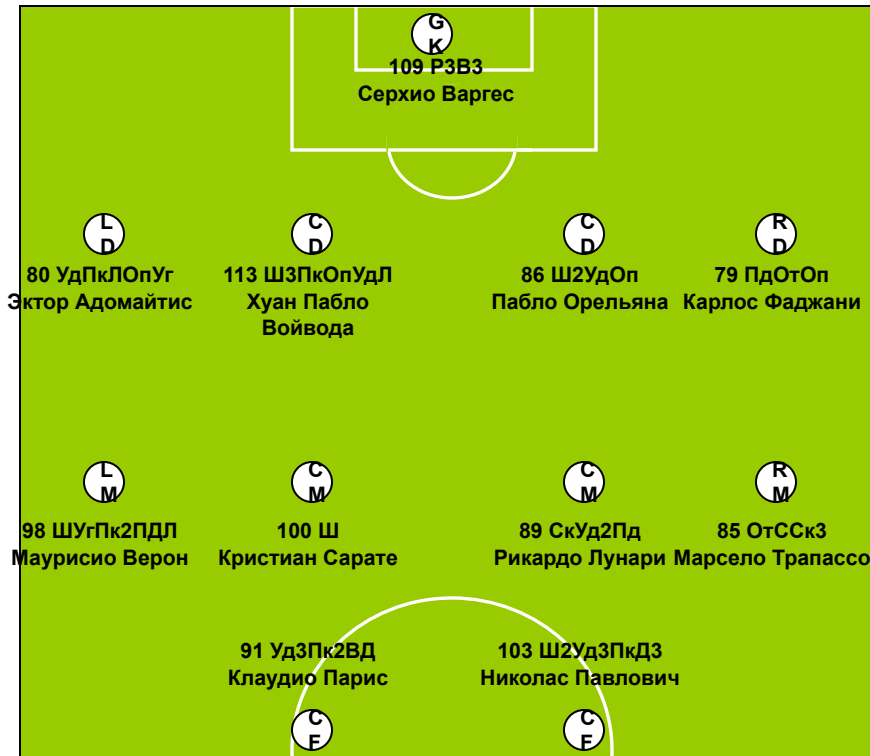 GK
109 Р3В3
Серхио Варгес
LD
CD
CD
RD
80 УдПкЛОпУг
Эктор Адомайтис
113 Ш3ПкОпУдЛ
Хуан Пабло
Войвода
86 Ш2УдОп
Пабло Орельяна
79 ПдОтОп
Карлос Фаджани
LM
CM
CM
RM
98 ШУгПк2ПДЛ
Маурисио Верон
100 Ш
Кристиан Сарате
89 СкУд2Пд
Рикардо Лунари
85 ОтССк3
Марсело Трапассо
91 Уд3Пк2ВД
Клаудио Парис
103 Ш2Уд3ПкД3
Николас Павлович
CF
CF